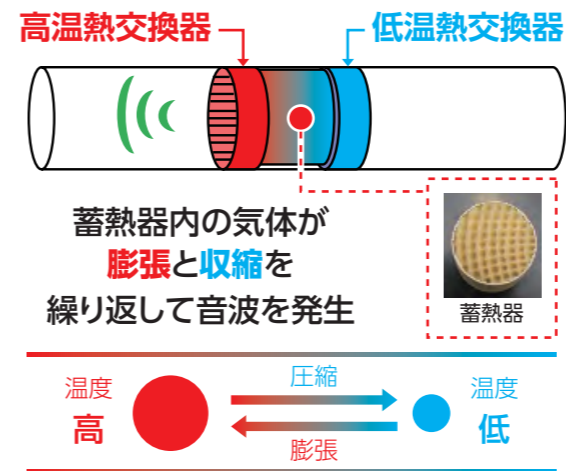 高温熱交換器
低温熱交換器
蓄熱器内の気体が
膨張と収縮を
繰り返して音波を発生
蓄熱器
温度
高
圧縮
膨張
温度
低